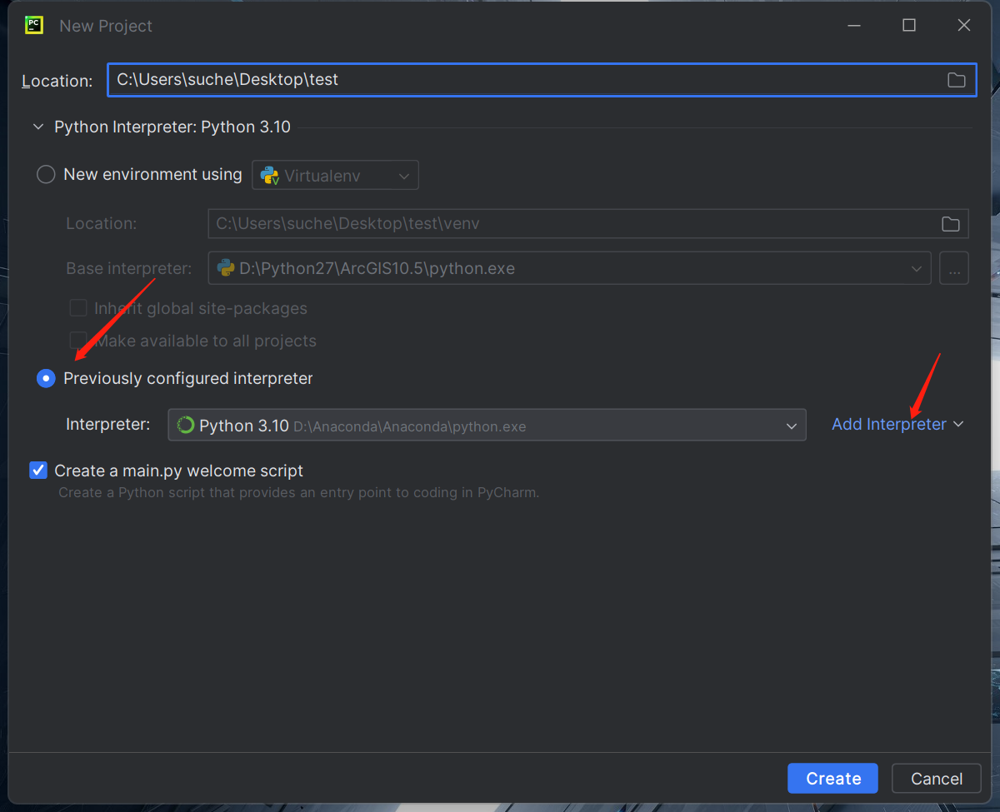 PC
New Project
Location: C:\Users\suche\Desktop\test
Python Interpreter: Python 3.10
New environment using Virtualenv
Location: C:\Users\suche\Desktop\test\venv
Base interpreter: D:\Python27\ArcGIS10.5\python.exe ...
Inherit global site-packages
Make available to all projects
Previously configured interpreter
Interpreter: Python 3.10 D:\Anaconda\Anaconda\python.exe Add Interpreter
Create a main.py welcome script
Create a Python script that provides an entry point to coding in PyCharm.
Create Cancel